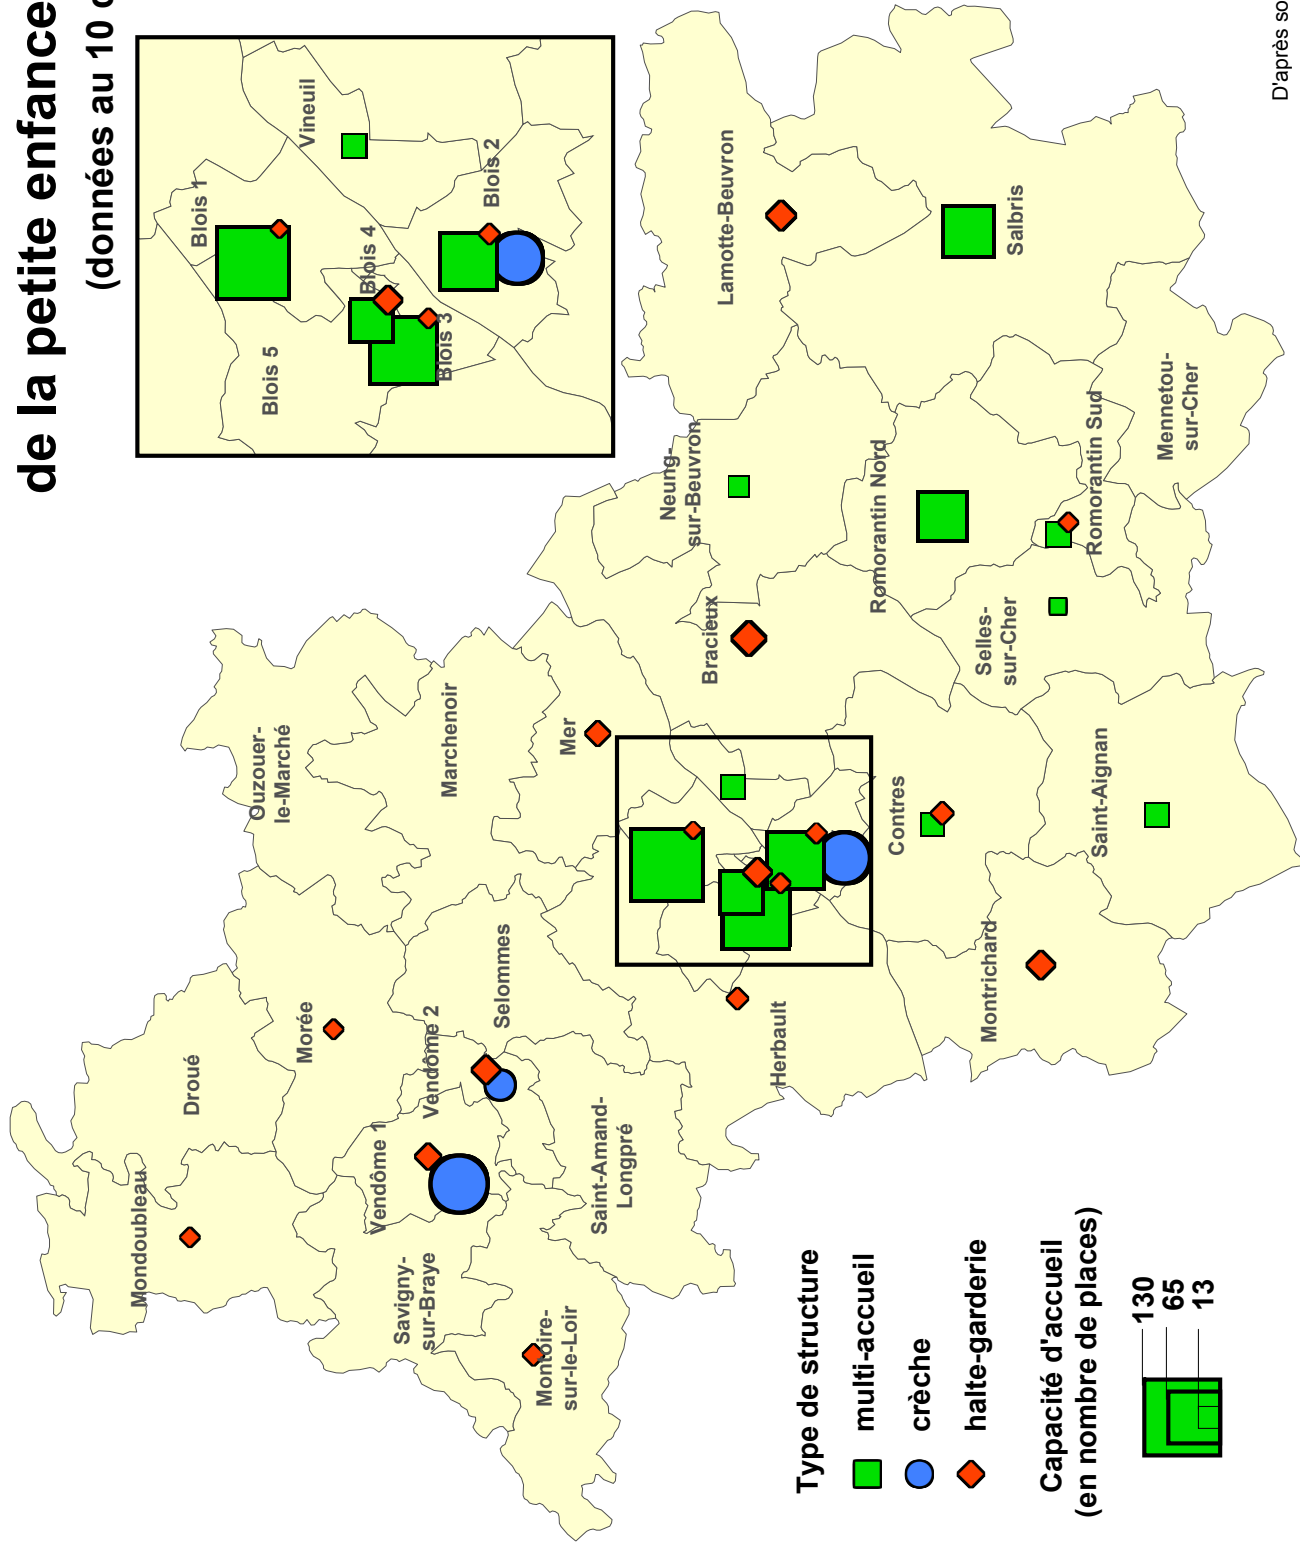 de la petite enfance
(données au 10
Vineuil
Blois 1
Blois 2
Blois 4
Blois 3
Blois 5
Lamotte-Beuvron
Salbris
Neung-
sur-Beuvron
Romorantin Nord
Romorantin Sud
Mennetou-
sur-Cher
Bracieux
Selles-
sur-Cher
Ouzouer-
le-Marché
Marchenoir
Mer
Contres
Saint-Aignan
Montrichard
Herbault
Selommes
Morée
Droué
Vendôme 2
Vendôme 1
Mondoubleau
Saint-Amand-
Longpré
Savigny-
sur-Braye
Montoire-
sur-le-Loir
Type de structure
multi-accueil
crèche
halte-garderie
Capacité d'accueil
(en nombre de places)
130
65
13
D'après so